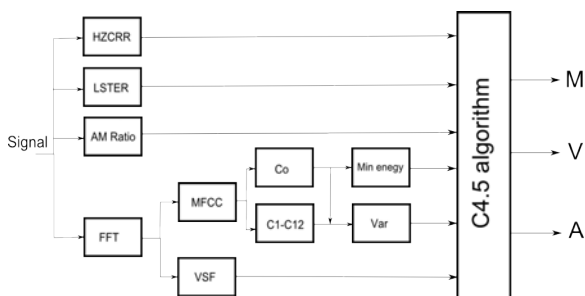 HZCRR
LSTER
Signal
AM Ratio
FFT
MFCC
VSF
Co
C1-C12
Min enegy
Var
C4.5 algorithm
M
V
A